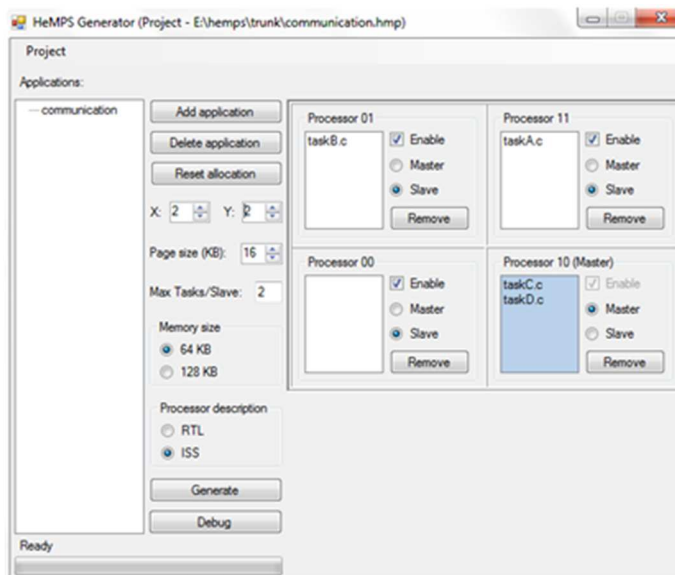 HeMPS Generator (Project - E:\hemps\trunk\communication.hmp)
Project
Applications:
communication
Add application
Delete application
Reset allocation
X: 2 Y: 2
Page size (KB): 16
Max Tasks/Slave: 2
Memory size
64 KB
128 KB
Processor description
RTL
ISS
Generate
Debug
Processor 01
taskB.c
Enable
Master
Slave
Remove
Processor 11
taskA.c
Enable
Master
Slave
Remove
Processor 00
Enable
Master
Slave
Remove
Processor 10 (Master)
taskC.c
taskD.c
Enable
Master
Slave
Remove
Ready